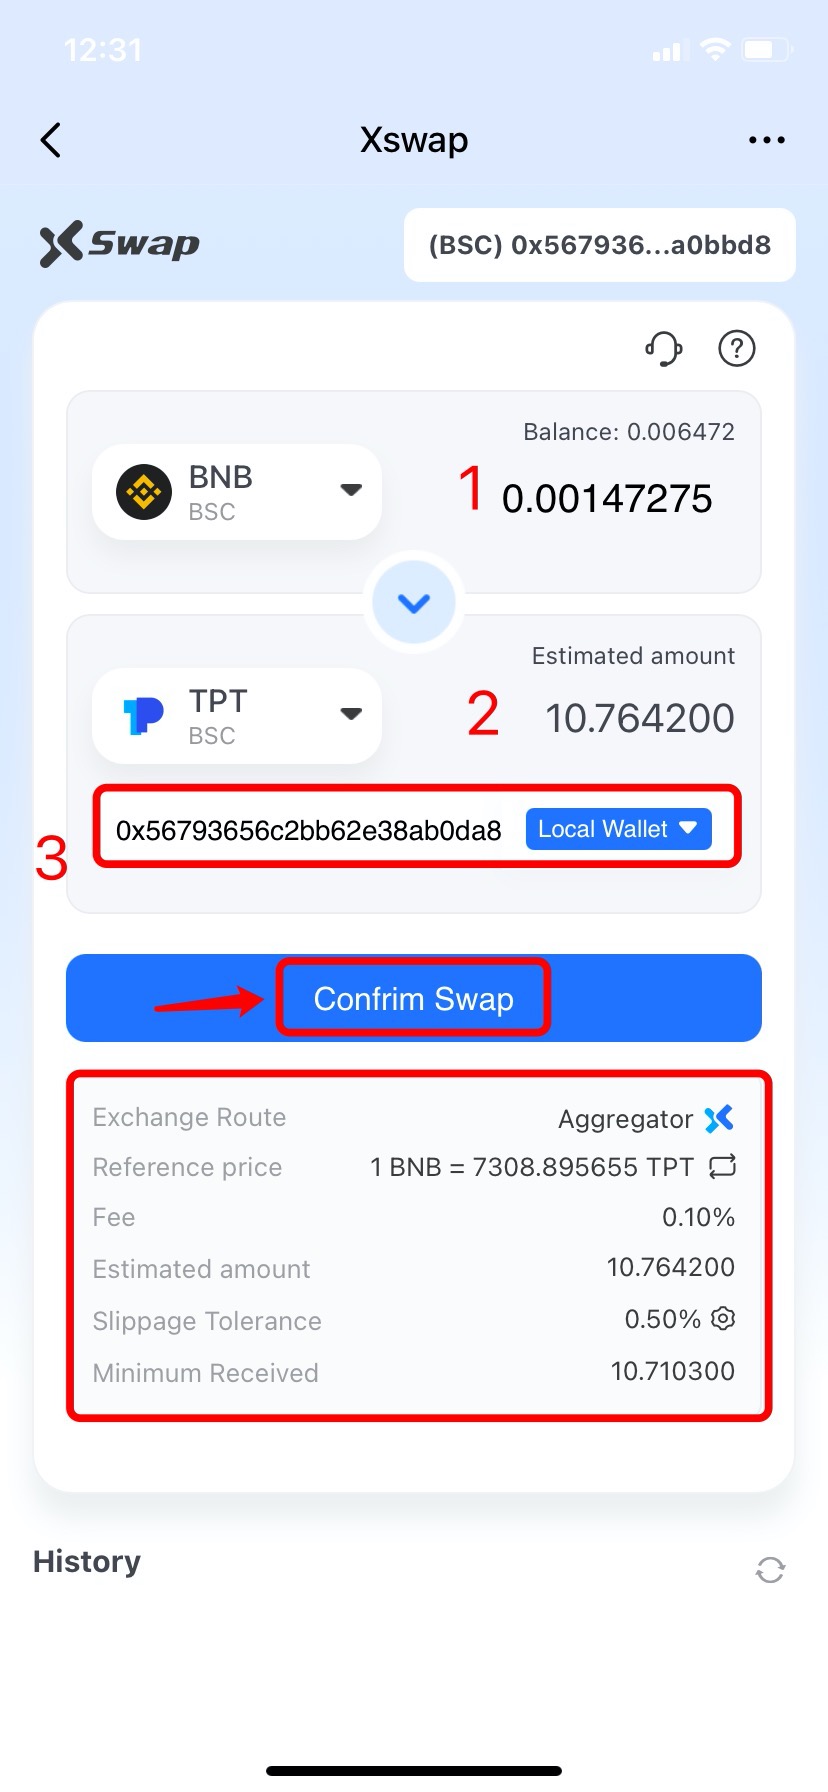 12:31
Xswap
XSwap
(BSC) 0x567936...a0bbd8
Balance: 0.006472
BNB
BSC
1
0.00147275
Estimated amount
TPT
BSC
2
10.764200
3
0x56793656c2bb62e38ab0da8
Local Wallet
Confrim Swap
Exchange Route
Aggregator
Reference price
1 BNB = 7308.895655 TPT
Fee
0.10%
Estimated amount
10.764200
Slippage Tolerance
0.50%
Minimum Received
10.710300
History